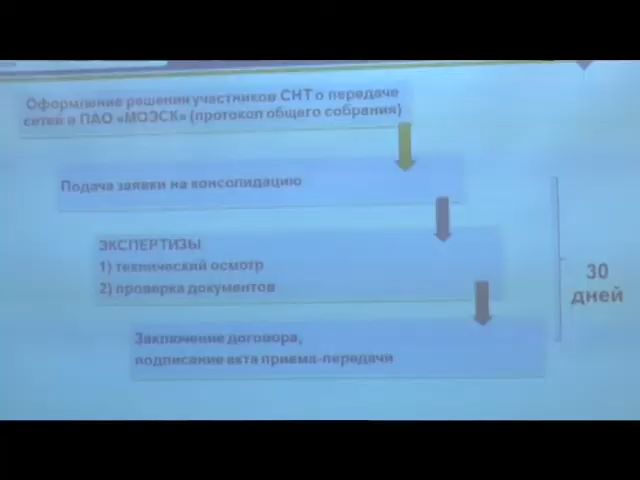 Оформление решения участников СНТ о передаче
сетей в ПАО «МОЭСК» (протокол общего собрания)
Подача заявки на консолидацию
ЭКСПЕРТИЗЫ
1) технический осмотр
2) проверка документов
30
дней
Заключение договора,
подписание акта приема-передачи